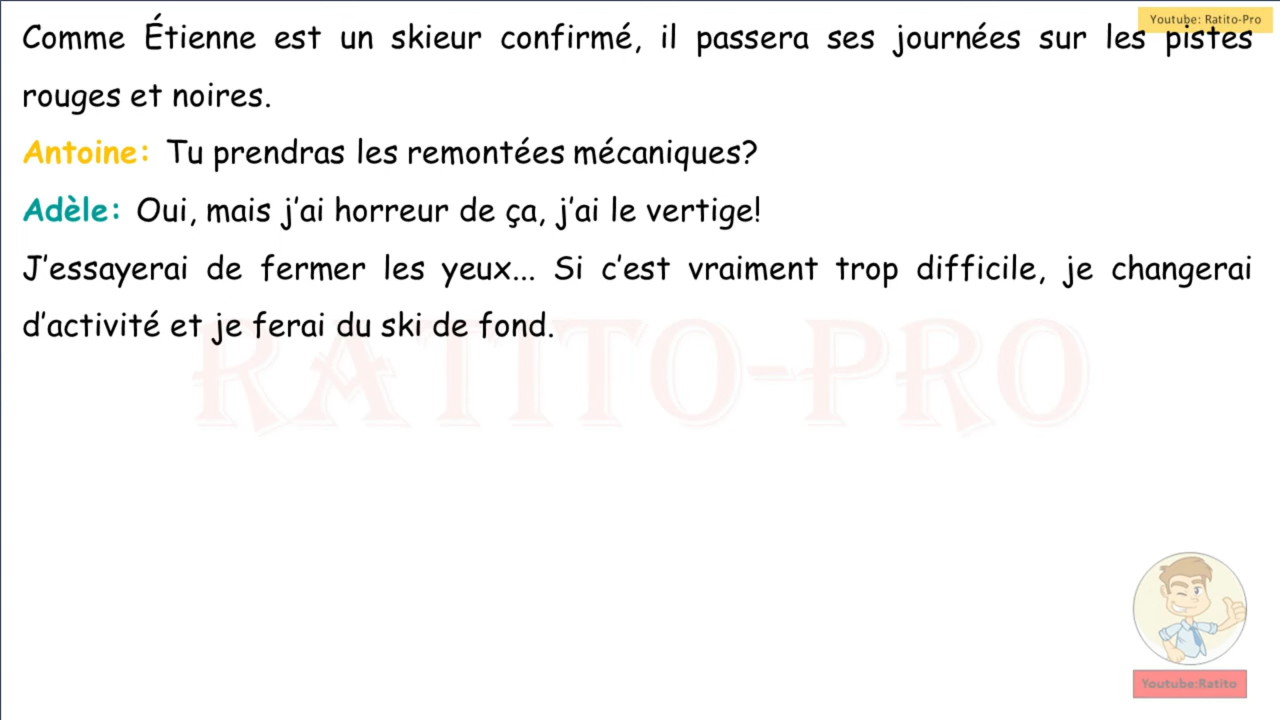 Youtube: Ratito-Pro
Comme Étienne est un skieur confirmé, il passera ses journées sur les pistes
rouges et noires.
Antoine: Tu prendras les remontées mécaniques?
Adèle: Oui, mais j'ai horreur de ça, j'ai le vertige!
J'essayerai de fermer les yeux... Si c'est vraiment trop difficile, je changerai
d'activité et je ferai du ski de fond.
RATITO-PRO
Youtube:Ratito